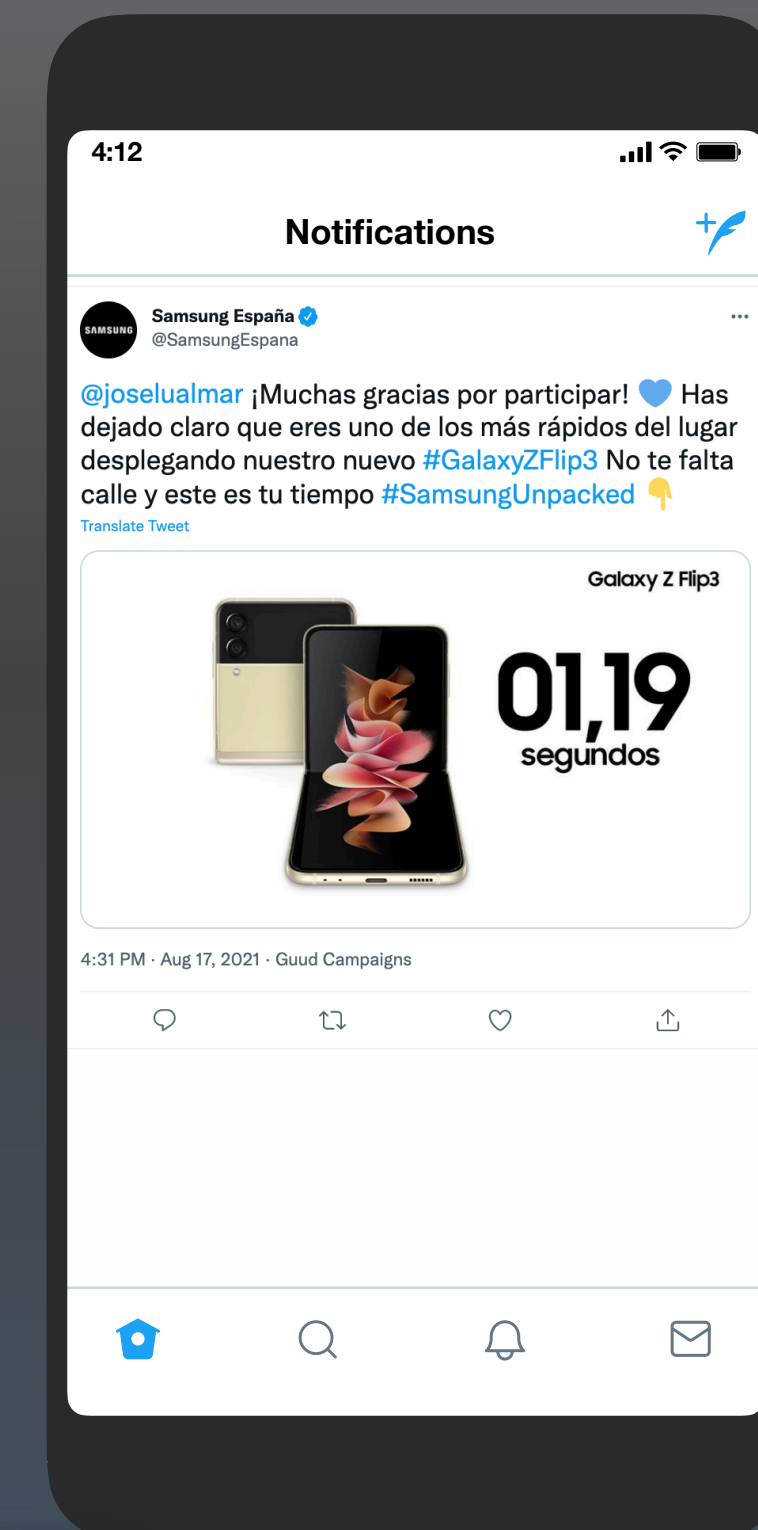 4:12
Notifications
SAMSUNG
Samsung España
@SamsungEspana
@joselualmar ¡Muchas gracias por participar! 💙 Has
dejado claro que eres uno de los más rápidos del lugar
desplegando nuestro nuevo #GalaxyZFlip3 No te falta
calle y este es tu tiempo #SamsungUnpacked 👇
Translate Tweet
Galaxy Z Flip3
01,19
segundos
4:31 PM · Aug 17, 2021 · Guud Campaigns